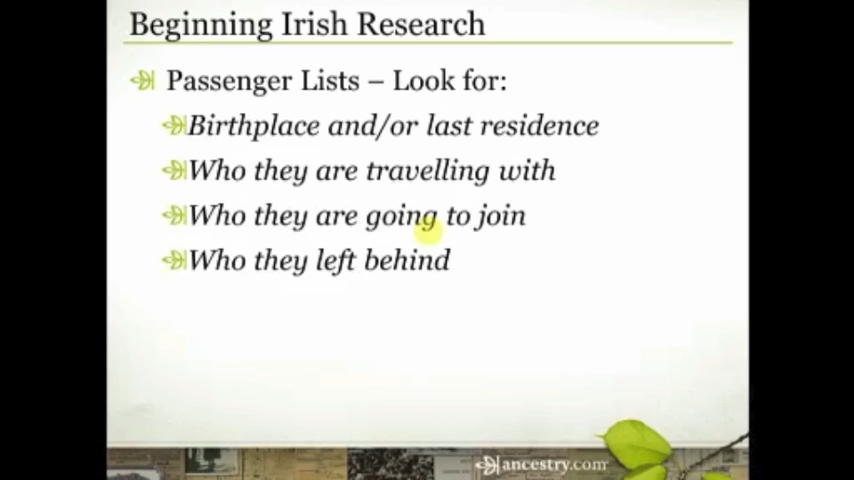 Beginning Irish Research
Passenger Lists – Look for:
Birthplace and/or last residence
Who they are travelling with
Who they are going to join
Who they left behind
ancestry.com